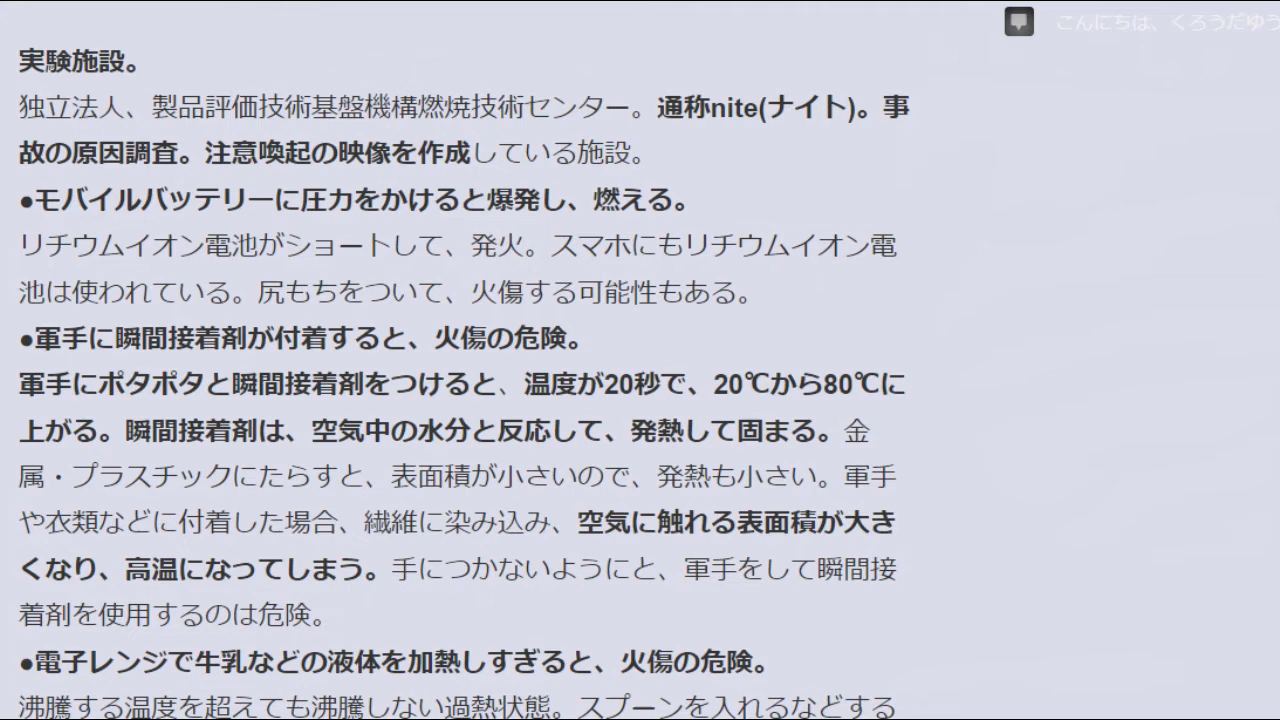 こんにちは、くろうだゆう
実験施設。
独立法人、製品評価技術基盤機構燃焼技術センター。通称nite(ナイト)。事
故の原因調査。注意喚起の映像を作成している施設。
●モバイルバッテリーに圧力をかけると爆発し、燃える。
リチウムイオン電池がショートして、発火。スマホにもリチウムイオン電
池は使われている。尻もちをついて、火傷する可能性もある。
●軍手に瞬間接着剤が付着すると、火傷の危険。
軍手にポタポタと瞬間接着剤をつけると、温度が20秒で、20℃から80℃に
上がる。瞬間接着剤は、空気中の水分と反応して、発熱して固まる。金
属・プラスチックにたらすと、表面積が小さいので、発熱も小さい。軍手
や衣類などに付着した場合、繊維に染み込み、空気に触れる表面積が大き
くなり、高温になってしまう。手につかないようにと、軍手をして瞬間接
着剤を使用するのは危険。
●電子レンジで牛乳などの液体を加熱しすぎると、火傷の危険。
沸騰する温度を超えても沸騰しない過熱状態。スプーンを入れるなどする